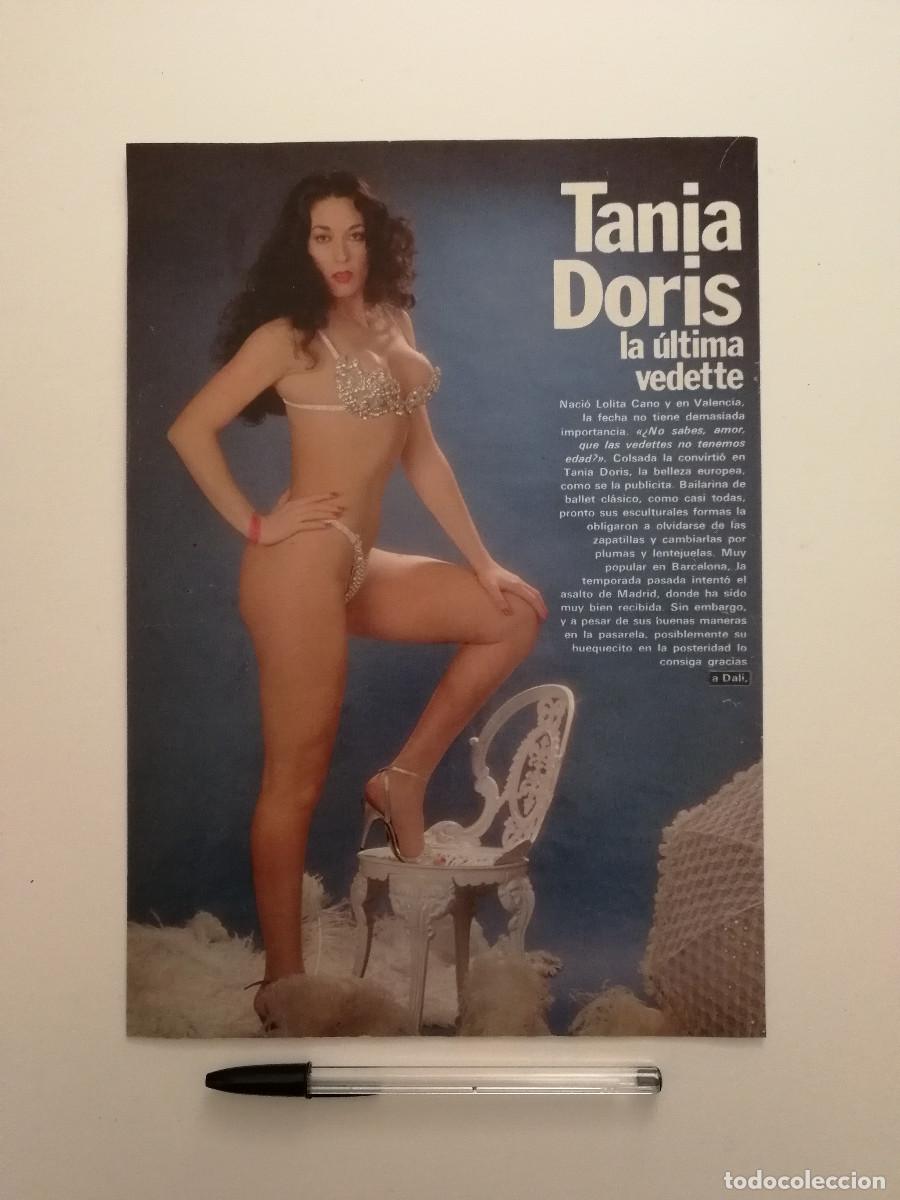 Tania
Doris
la última
vedette
Nació Lolita Cano y en Valencia,
la fecha no tiene demasiada
importancia. «¿No sabes, amor,
que las vedettes no tenemos
edad?». Colsada la convirtió en
Tania Doris, la belleza europea,
como se la publicita. Bailarina de
ballet clásico, como casi todas,
pronto sus esculturales formas la
obligaron a olvidarse de las
zapatillas y cambiarlas por
plumas y lentejuelas. Muy
popular en Barcelona, la
temporada pasada intentó el
asalto de Madrid, donde ha sido
muy bien recibida. Sin embargo,
y a pesar de sus buenas maneras
en la pasarela, posiblemente su
huequecito en la posteridad lo
consiga gracias
a Dalí,
todocoleccion